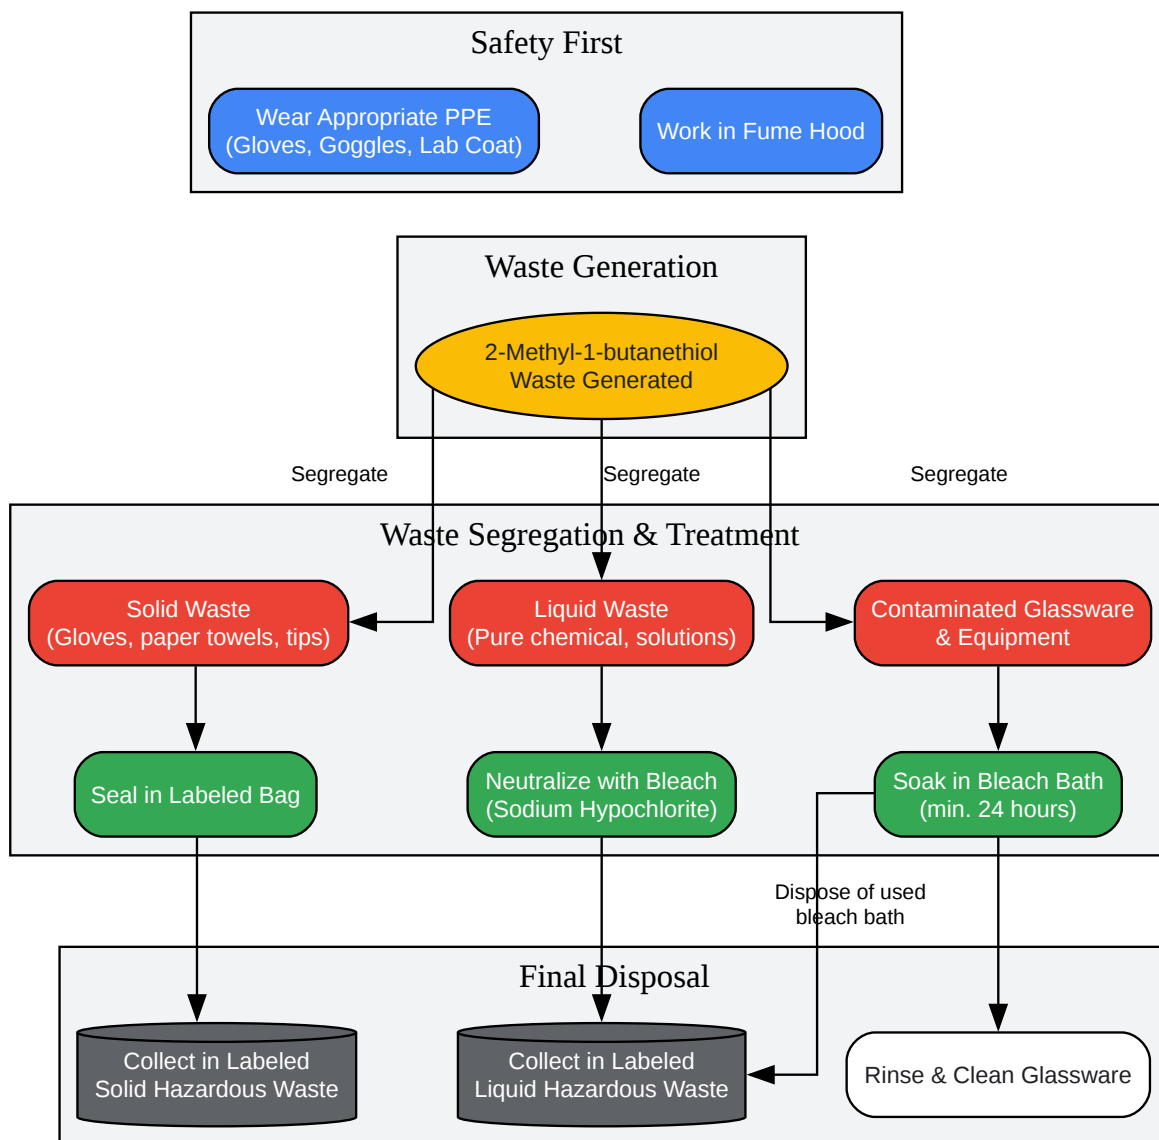 Safety First
Wear Appropriate PPE
(Gloves, Goggles, Lab Coat)
Work in Fume Hood
Waste Generation
2-Methyl-1-butanethiol
Waste Generated
Segregate
Segregate
Segregate
Waste Segregation & Treatment
Solid Waste
(Gloves, paper towels, tips)
Liquid Waste
(Pure chemical, solutions)
Contaminated Glassware
& Equipment
Seal in Labeled Bag
Neutralize with Bleach
(Sodium Hypochlorite)
Soak in Bleach Bath
(min. 24 hours)
Dispose of used
bleach bath
Final Disposal
Collect in Labeled
Solid Hazardous Waste
Collect in Labeled
Liquid Hazardous Waste
Rinse & Clean Glassware